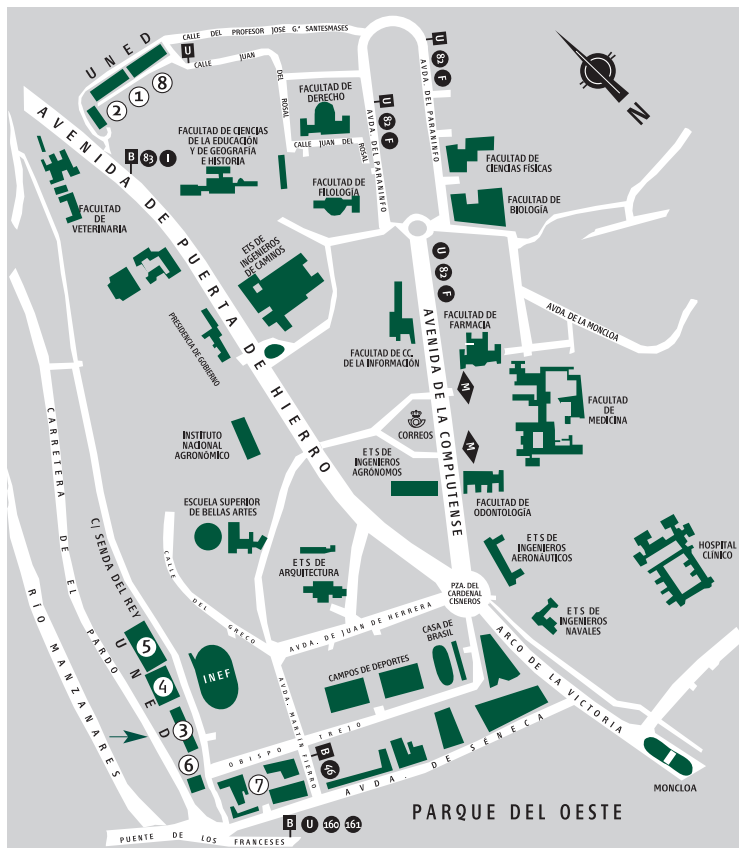 UNED
CALLE DEL PROFESOR JOSÉ G.ª SANTESMASES
U
CALLE JUAN DEL ROSAL
U
82
F
AVDA. DEL PARANINFO
2
1
8
FACULTAD DE
DERECHO
U
82
F
AVDA. DEL PARANINFO
AVENIDA DE PUERTA DE HIERRO
B 83 I
FACULTAD DE CIENCIAS
DE LA EDUCACIÓN
Y DE GEOGRAFIA
E HISTORIA
CALLE JUAN DEL ROSAL
N
FACULTAD DE
CIENCIAS FÍSICAS
FACULTAD DE
FILOLOGÍA
FACULTAD DE
BIOLOGÍA
FACULTAD
DE
VETERINARIA
ETS DE
INGENIEROS
DE CAMINOS
U
82
F
AVENIDA DE LA COMPLUTENSE
AVDA. DE LA MONCLOA
PRESIDENCIA DE GOBIERNO
FACULTAD DE
FARMACIA
FACULTAD DE CC.
DE LA INFORMACIÓN
M
FACULTAD
DE
MEDICINA
CORREOS
M
INSTITUTO
NACIONAL
AGRONÓMICO
E T S DE
INGENIEROS
AGRÓNOMOS
FACULTAD DE
ODONTOLOGÍA
CARRETERA DE EL PARDO
ESCUELA SUPERIOR
DE BELLAS ARTES
C/ SENDA DEL REY
CALLE DEL GRECO
E T S DE
ARQUITECTURA
E T S DE
INGENIEROS
AERONÁUTICOS
HOSPITAL
CLÍNICO
PZA. DEL
CARDENAL
CISNEROS
RÍO MANZANARES
UNED
5
4
3
6
INEF
AVDA. DE JUAN DE HERRERA
CASA DE
BRASIL
E T S DE
INGENIEROS
NAVALES
CAMPOS DE DEPORTES
ARCO DE LA VICTORIA
AVDA. MARTIN FIERRO
OBISPO TREJO
B
46
7
AVDA. DE SÉNECA
MONCLOA
PARQUE DEL OESTE
B U 160 161
PUENTE DE LOS FRANCESES